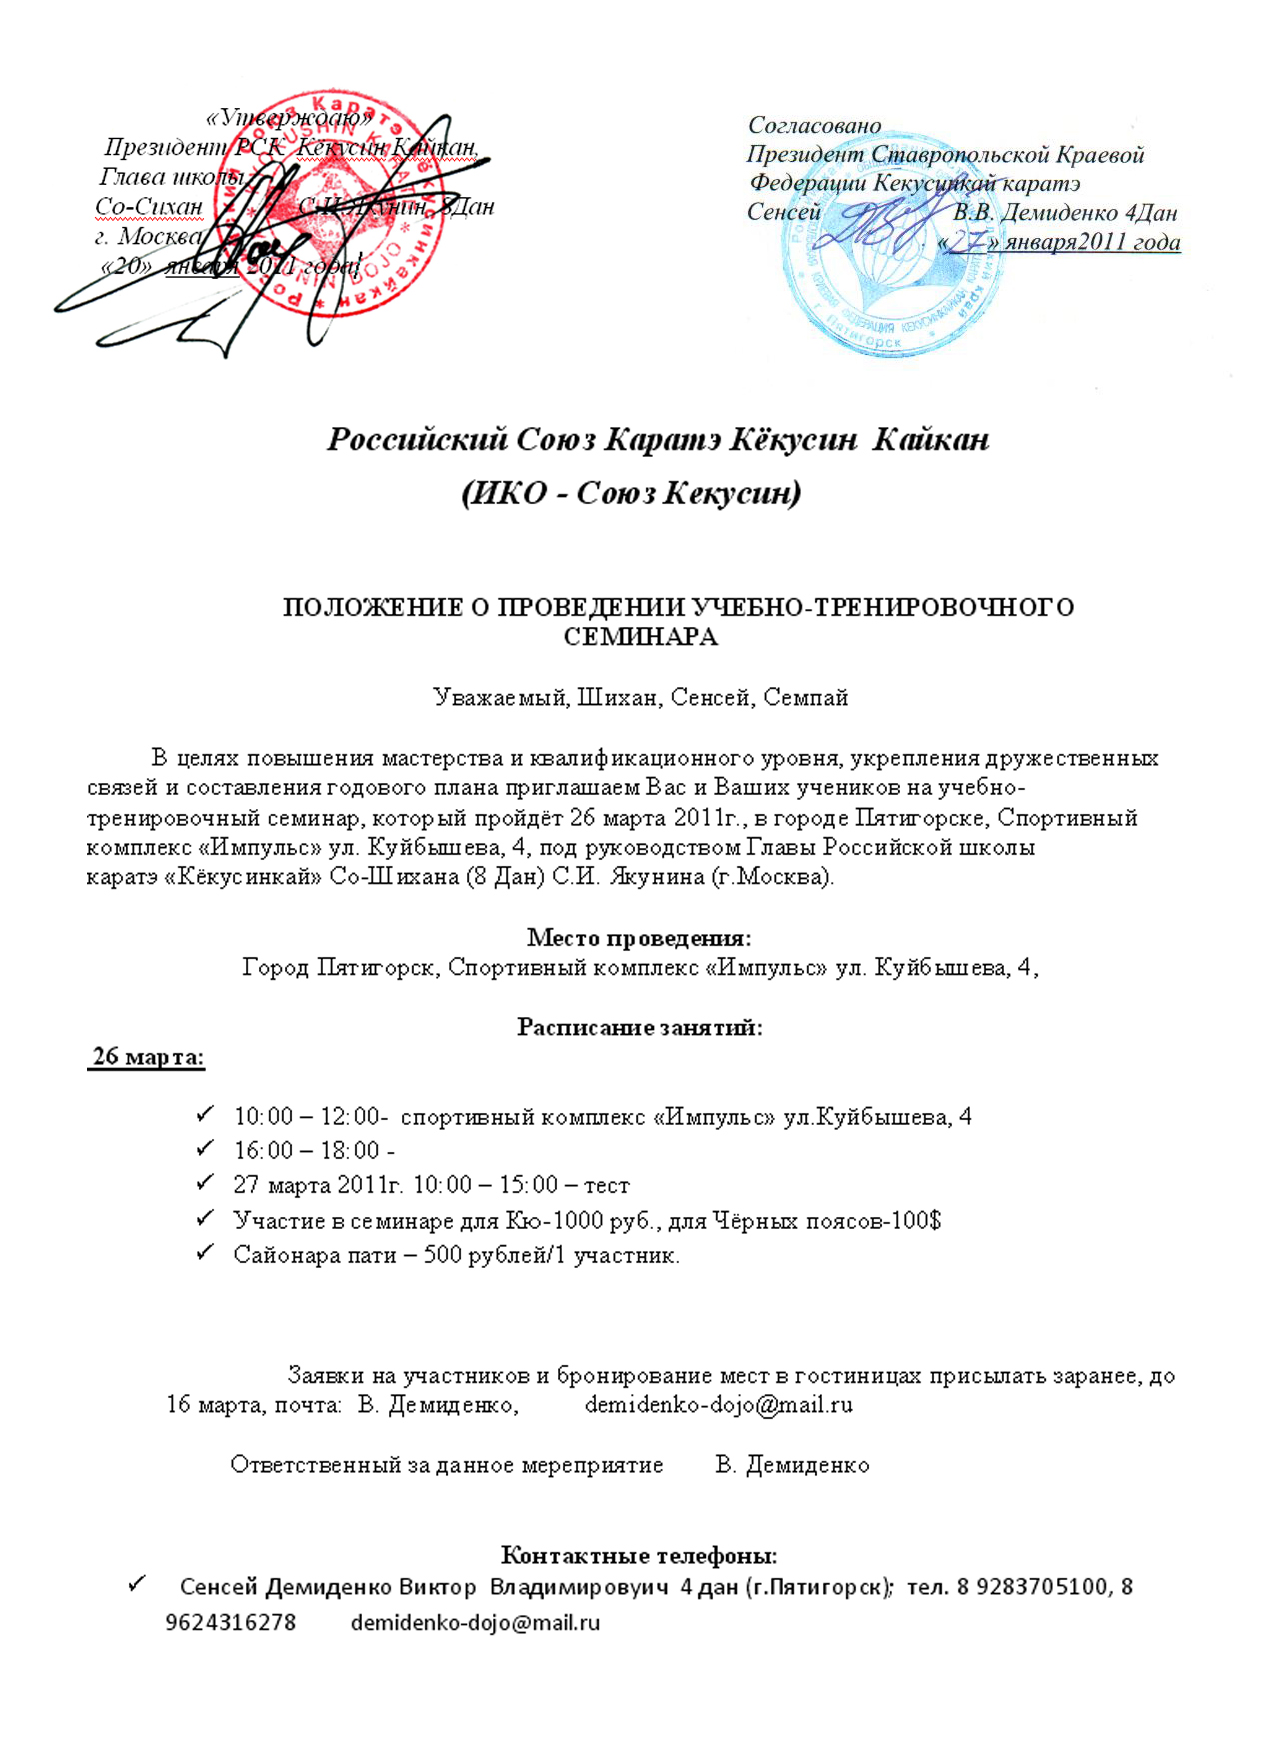 «Утверждаю»
Президент РСК Кёкусин Кайкан,
Глава школы
Со-Сихан С.И. Якунин, 8Дан
г. Москва
«20» января 2011 года
Согласовано
Президент Ставропольской Краевой
Федерации Кекусинкай каратэ
Сенсей В.В. Демиденко 4Дан
«27» января2011 года
Российский Союз Каратэ Кёкусин Кайкан
(ИКО - Союз Кекусин)
ПОЛОЖЕНИЕ О ПРОВЕДЕНИИ УЧЕБНО-ТРЕНИРОВОЧНОГО
СЕМИНАРА
Уважаемый, Шихан, Сенсей, Семпай
В целях повышения мастерства и квалификационного уровня, укрепления дружественных
связей и составления годового плана приглашаем Вас и Ваших учеников на учебно-
тренировочный семинар, который пройдёт 26 марта 2011г., в городе Пятигорске, Спортивный
комплекс «Импульс» ул. Куйбышева, 4, под руководством Главы Российской школы
каратэ «Кёкусинкай» Со-Шихана (8 Дан) С.И. Якунина (г.Москва).
Место проведения:
Город Пятигорск, Спортивный комплекс «Импульс» ул. Куйбышева, 4,
Расписание занятий:
26 марта:
✓ 10:00 – 12:00- спортивный комплекс «Импульс» ул.Куйбышева, 4
✓ 16:00 – 18:00 -
✓ 27 марта 2011г. 10:00 – 15:00 – тест
✓ Участие в семинаре для Кю-1000 руб., для Чёрных поясов-100$
✓ Сайонара пати – 500 рублей/1 участник.
Заявки на участников и бронирование мест в гостиницах присылать заранее, до
16 марта, почта: В. Демиденко, demidenko-dojo@mail.ru
Ответственный за данное мереприятие В. Демиденко
Контактные телефоны:
✓ Сенсей Демиденко Виктор Владимировуич 4 дан (г.Пятигорск); тел. 8 9283705100, 8
9624316278 demidenko-dojo@mail.ru